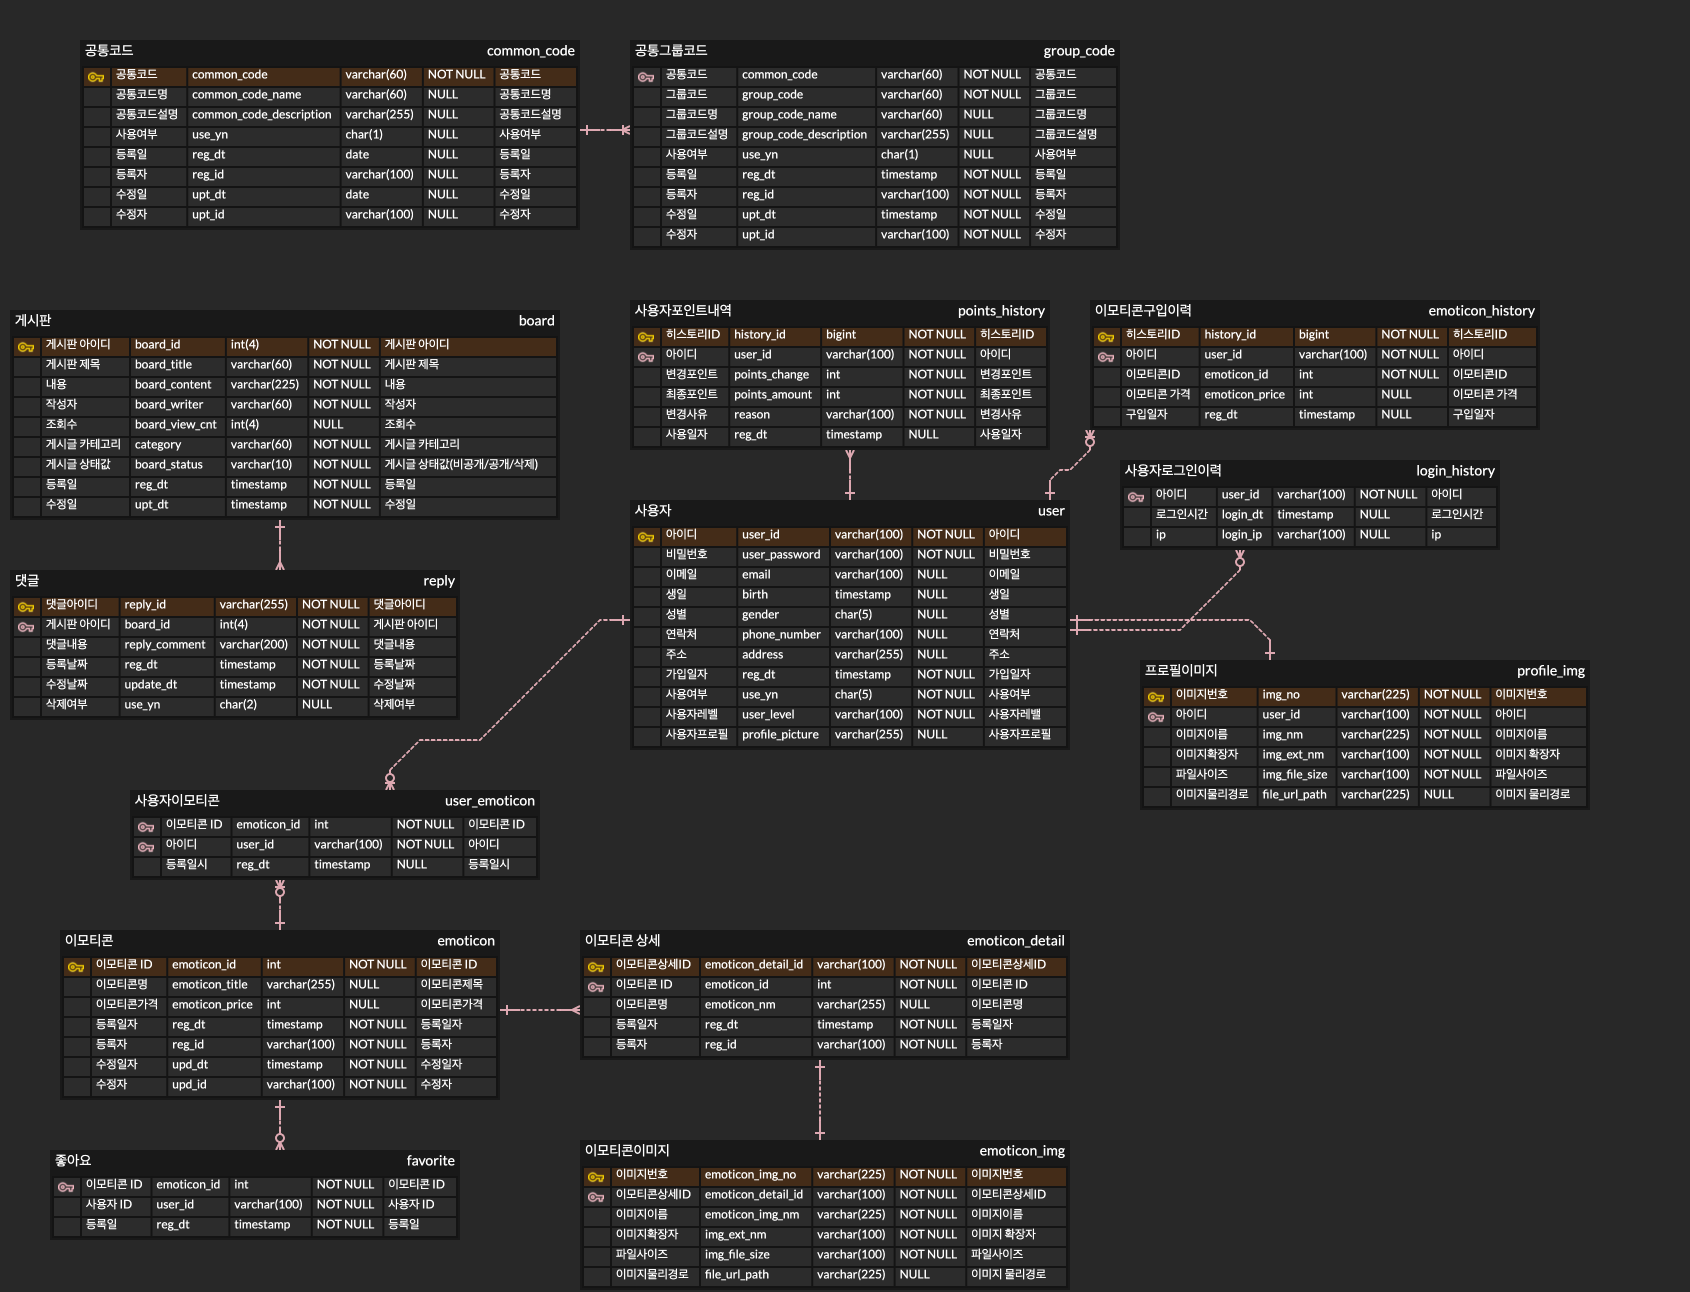 공통코드 common_code
공통코드 common_code varchar(60) NOT NULL 공통코드
공통코드명 common_code_name varchar(60) NULL 공통코드명
공통코드설명 common_code_description varchar(255) NULL 공통코드설명
사용여부 use_yn char(1) NULL 사용여부
등록일 reg_dt date NULL 등록일
등록자 reg_id varchar(100) NULL 등록자
수정일 upt_dt date NULL 수정일
수정자 upt_id varchar(100) NULL 수정자
공통그룹코드 group_code
공통코드 common_code varchar(60) NOT NULL 공통코드
그룹코드 group_code varchar(60) NOT NULL 그룹코드
그룹코드명 group_code_name varchar(60) NULL 그룹코드명
그룹코드설명 group_code_description varchar(255) NULL 그룹코드설명
사용여부 use_yn char(1) NULL 사용여부
등록일 reg_dt timestamp NOT NULL 등록일
등록자 reg_id varchar(100) NOT NULL 등록자
수정일 upt_dt timestamp NOT NULL 수정일
수정자 upt_id varchar(100) NOT NULL 수정자
게시판 board
게시판 아이디 board_id int(4) NOT NULL 게시판 아이디
게시판 제목 board_title varchar(60) NOT NULL 게시판 제목
내용 board_content varchar(225) NOT NULL 내용
작성자 board_writer varchar(60) NOT NULL 작성자
조회수 board_view_cnt int(4) NULL 조회수
게시글 카테고리 category varchar(60) NOT NULL 게시글 카테고리
게시글 상태값 board_status varchar(10) NOT NULL 게시글 상태값(비공개/공개/삭제)
등록일 reg_dt timestamp NOT NULL 등록일
수정일 upt_dt timestamp NOT NULL 수정일
사용자포인트내역 points_history
히스토리ID history_id bigint NOT NULL 히스토리ID
아이디 user_id varchar(100) NOT NULL 아이디
변경포인트 points_change int NOT NULL 변경포인트
최종포인트 points_amount int NOT NULL 최종포인트
변경사유 reason varchar(100) NOT NULL 변경사유
사용일자 reg_dt timestamp NULL 사용일자
이모티콘구입이력 emoticon_history
히스토리ID history_id bigint NOT NULL 히스토리ID
아이디 user_id varchar(100) NOT NULL 아이디
이모티콘ID emoticon_id int NOT NULL 이모티콘ID
이모티콘 가격 emoticon_price int NULL 이모티콘 가격
구입일자 reg_dt timestamp NULL 구입일자
사용자로그인이력 login_history
아이디 user_id varchar(100) NOT NULL 아이디
로그인시간 login_dt timestamp NULL 로그인시간
ip login_ip varchar(100) NULL ip
사용자 user
아이디 user_id varchar(100) NOT NULL 아이디
비밀번호 user_password varchar(100) NOT NULL 비밀번호
이메일 email varchar(100) NULL 이메일
생일 birth timestamp NULL 생일
성별 gender char(5) NULL 성별
연락처 phone_number varchar(100) NULL 연락처
주소 address varchar(255) NULL 주소
가입일자 reg_dt timestamp NOT NULL 가입일자
사용여부 use_yn char(5) NOT NULL 사용여부
사용자레벨 user_level varchar(100) NOT NULL 사용자레밸
사용자프로필 profile_picture varchar(255) NULL 사용자프로필
댓글 reply
댓글아이디 reply_id varchar(255) NOT NULL 댓글아이디
게시판 아이디 board_id int(4) NOT NULL 게시판 아이디
댓글내용 reply_comment varchar(200) NOT NULL 댓글내용
등록날짜 reg_dt timestamp NOT NULL 등록날짜
수정날짜 update_dt timestamp NOT NULL 수정날짜
삭제여부 use_yn char(2) NULL 삭제여부
프로필이미지 profile_img
이미지번호 img_no varchar(225) NOT NULL 이미지번호
아이디 user_id varchar(100) NOT NULL 아이디
이미지이름 img_nm varchar(225) NOT NULL 이미지이름
이미지확장자 img_ext_nm varchar(100) NOT NULL 이미지 확장자
파일사이즈 img_file_size varchar(100) NOT NULL 파일사이즈
이미지물리경로 file_url_path varchar(225) NULL 이미지 물리경로
사용자이모티콘 user_emoticon
이모티콘 ID emoticon_id int NOT NULL 이모티콘 ID
아이디 user_id varchar(100) NOT NULL 아이디
등록일시 reg_dt timestamp NULL 등록일시
이모티콘 emoticon
이모티콘 ID emoticon_id int NOT NULL 이모티콘 ID
이모티콘명 emoticon_title varchar(255) NULL 이모티콘제목
이모티콘가격 emoticon_price int NULL 이모티콘가격
등록일자 reg_dt timestamp NOT NULL 등록일자
등록자 reg_id varchar(100) NOT NULL 등록자
수정일자 upd_dt timestamp NOT NULL 수정일자
수정자 upd_id varchar(100) NOT NULL 수정자
이모티콘 상세 emoticon_detail
이모티콘상세ID emoticon_detail_id varchar(100) NOT NULL 이모티콘상세ID
이모티콘 ID emoticon_id int NOT NULL 이모티콘 ID
이모티콘명 emoticon_nm varchar(255) NULL 이모티콘명
등록일자 reg_dt timestamp NOT NULL 등록일자
등록자 reg_id varchar(100) NOT NULL 등록자
좋아요 favorite
이모티콘 ID emoticon_id int NOT NULL 이모티콘 ID
사용자 ID user_id varchar(100) NOT NULL 사용자 ID
등록일 reg_dt timestamp NOT NULL 등록일
이모티콘이미지 emoticon_img
이미지번호 emoticon_img_no varchar(225) NOT NULL 이미지번호
이모티콘상세ID emoticon_detail_id varchar(100) NOT NULL 이모티콘상세ID
이미지이름 emoticon_img_nm varchar(225) NOT NULL 이미지이름
이미지확장자 img_ext_nm varchar(100) NOT NULL 이미지 확장자
파일사이즈 img_file_size varchar(100) NOT NULL 파일사이즈
이미지물리경로 file_url_path varchar(225) NULL 이미지 물리경로